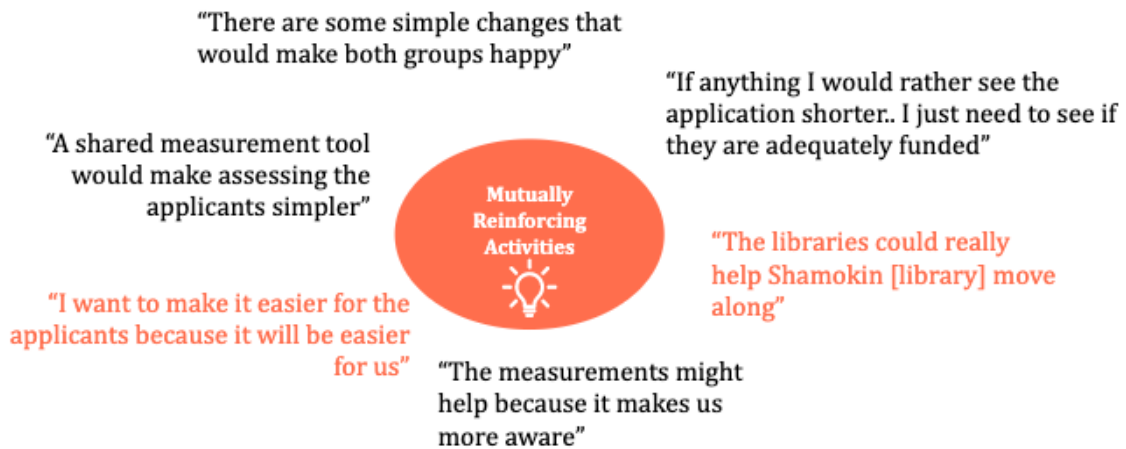 “There are some simple changes that
would make both groups happy”
“If anything I would rather see the
application shorter.. I just need to see if
they are adequately funded”
“A shared measurement tool
would make assessing the
applicants simpler”
Mutually
Reinforcing
Activities
“The libraries could really
help Shamokin [library] move
along”
“I want to make it easier for the
applicants because it will be easier
for us”
“The measurements might
help because it makes us
more aware”